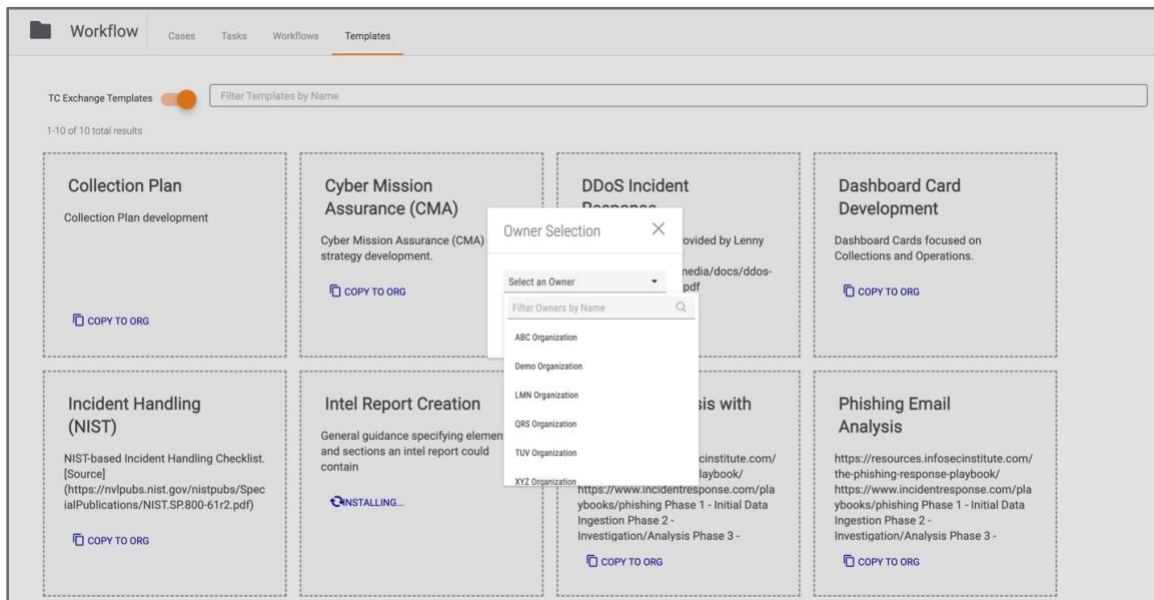 Workflow
Cases
Tasks
Workflows
Templates
TC Exchange Templates
Filter Templates by Name
1-10 of 10 total results
Collection Plan
Collection Plan development
COPY TO ORG
Cyber Mission
Assurance (CMA)
Cyber Mission Assurance (CMA)
strategy development.
COPY TO ORG
DDoS Incident
Response
ovided by Lenny
media/docs/ddos-
pdf
Dashboard Card
Development
Dashboard Cards focused on
Collections and Operations.
COPY TO ORG
Owner Selection
Select an Owner
Filter Owners by Name
ABC Organization
Demo Organization
LMN Organization
QRS Organization
TUV Organization
XYZ Organization
Incident Handling
(NIST)
NIST-based Incident Handling Checklist.
[Source]
(https://nvlpubs.nist.gov/nistpubs/Spec
ialPublications/NIST.SP.800-61r2.pdf)
COPY TO ORG
Intel Report Creation
General guidance specifying elemen
and sections an intel report could
contain
INSTALLING...
sis with
cinstitute.com/
laybook/
https://www.incidentresponse.com/pla
ybooks/phishing Phase 1 - Initial Data
Ingestion Phase 2 -
Investigation/Analysis Phase 3 -
COPY TO ORG
Phishing Email
Analysis
https://resources.infosecinstitute.com/
the-phishing-response-playbook/
https://www.incidentresponse.com/pla
ybooks/phishing Phase 1 - Initial Data
Ingestion Phase 2 -
Investigation/Analysis Phase 3 -
COPY TO ORG